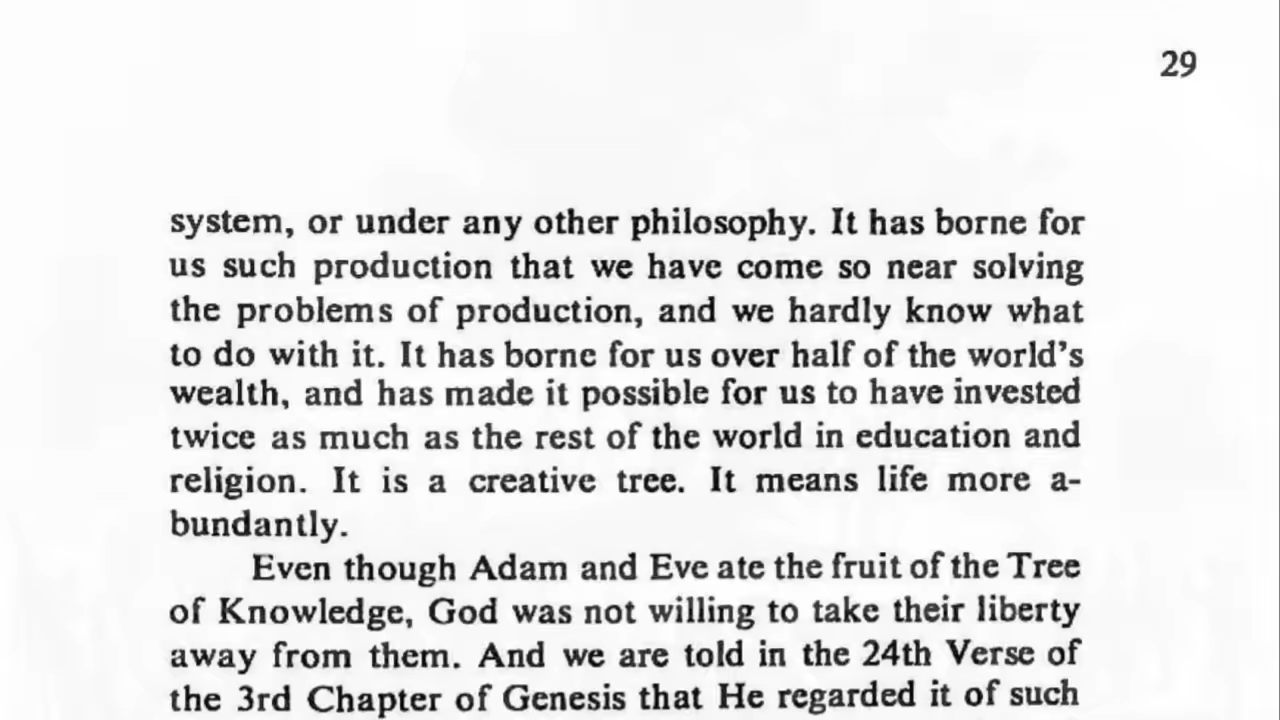 29
system, or under any other philosophy. It has borne for
us such production that we have come so near solving
the problems of production, and we hardly know what
to do with it. It has borne for us over half of the world's
wealth, and has made it possible for us to have invested
twice as much as the rest of the world in education and
religion. It is a creative tree. It means life more a-
bundantly.
Even though Adam and Eve ate the fruit of the Tree
of Knowledge, God was not willing to take their liberty
away from them. And we are told in the 24th Verse of
the 3rd Chapter of Genesis that He regarded it of such